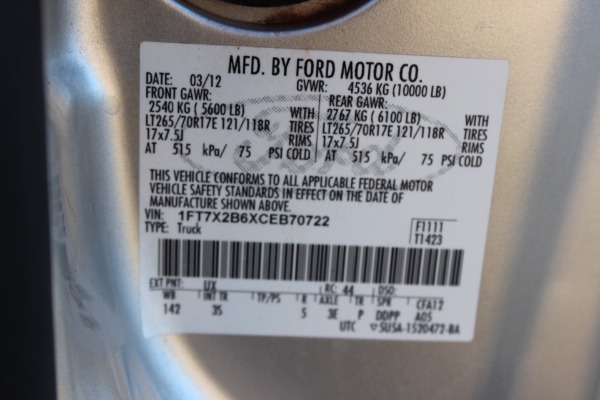 MFD. BY FORD MOTOR CO.
DATE: 03/12 GVWR: 4536 KG (10000 LB)
FRONT GAWR: REAR GAWR:
2540 KG (5600 LB) WITH 2767 KG (6100 LB) WITH
LT265/70R17E 121/118R TIRES LT265/70R17E 121/118R TIRES
17x7.5J RIMS 17x7.5J RIMS
AT 515 kPa/ 75 PSI COLD AT 515 kPa/ 75 PSI COLD
THIS VEHICLE CONFORMS TO ALL APPLICABLE FEDERAL MOTOR
VEHICLE SAFETY STANDARDS IN EFFECT ON THE DATE OF
MANUFACTURE SHOWN ABOVE.
VIN: 1FT7X2B6XCEB70722 F1111
TYPE: Truck T1423
EXT PNT: UX RC: 44 DSO:
WB INT TR TP/PS R AXLE TR SPR CFA12
142 3S 5 3E P DDPP A05
UTC ▽5U5A-1520472-BA
Ford